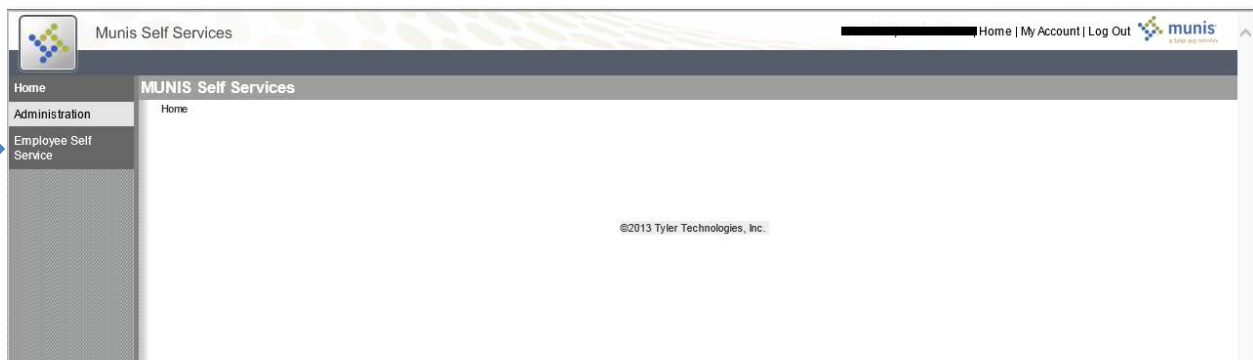 Munis Self Services
Home | My Account | Log Out
munis
Home
MUNIS Self Services
Administration
Home
Employee Self
Service
©2013 Tyler Technologies, Inc.